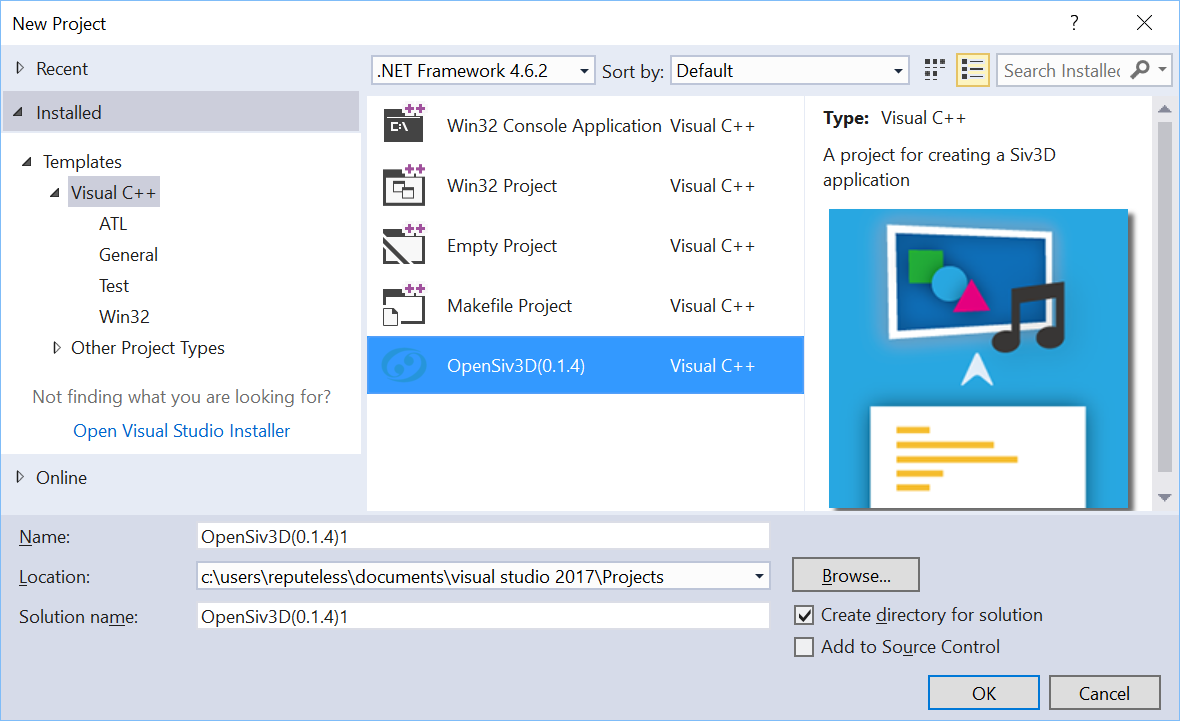 New Project
?
Recent
.NET Framework 4.6.2
Sort by:
Default
Search Installec
Installed
Templates
Visual C++
ATL
General
Test
Win32
Other Project Types
Not finding what you are looking for?
Open Visual Studio Installer
Online
C:\
Win32 Console Application Visual C++
Win32 Project Visual C++
Empty Project Visual C++
Makefile Project Visual C++
OpenSiv3D(0.1.4) Visual C++
Type: Visual C++
A project for creating a Siv3D
application
Name: OpenSiv3D(0.1.4)1
Location: c:\users\reputeless\documents\visual studio 2017\Projects
Browse...
Solution name: OpenSiv3D(0.1.4)1
Create directory for solution
Add to Source Control
OK
Cancel